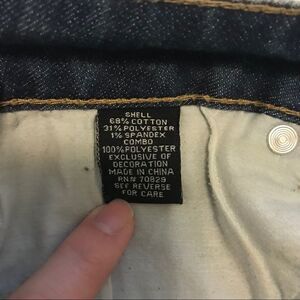 SHELL
68% COTTON
31% POLYESTER
1% SPANDEX
COMBO
100% POLYESTER
EXCLUSIVE OF
DECORATION
MADE IN CHINA
RN# 70829
SEE REVERSE
FOR CARE